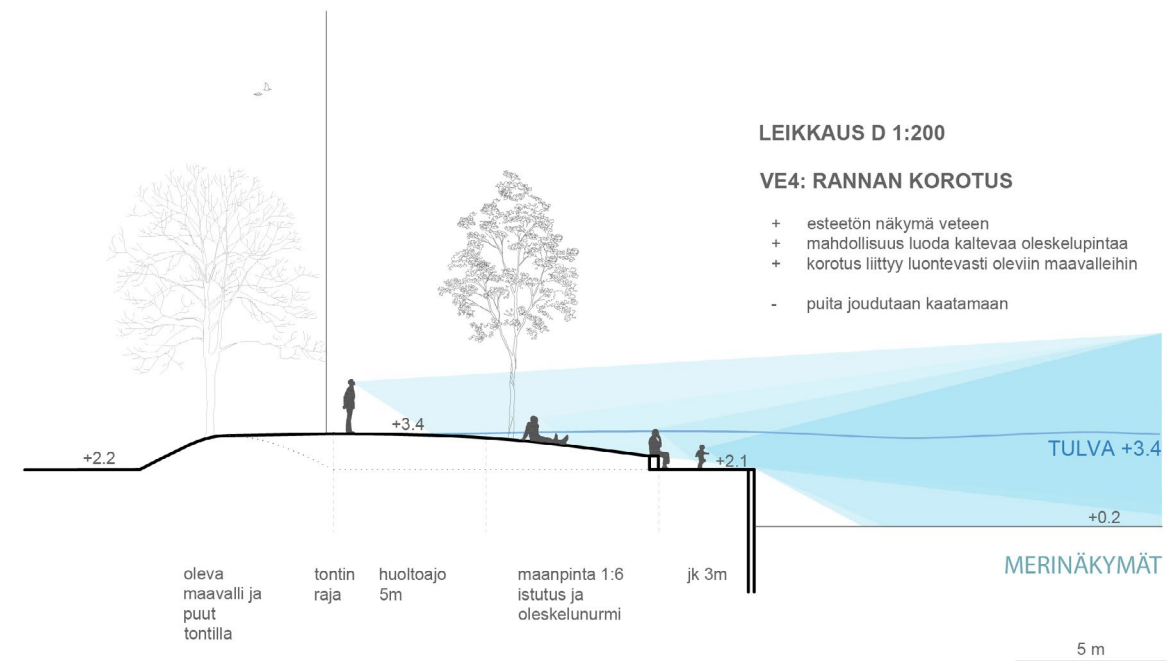 LEIKKAUS D 1:200
VE4: RANNAN KOROTUS
+ esteetön näkymä veteen
+ mahdollisuus luoda kaltevaa oleskelupintaa
+ korotus liittyy luontevasti oleviin maavalleihin
- puita joudutaan kaatamaan
+3.4
+2.2
+2.1
TULVA +3.4
+0.2
MERINÄKYMÄT
oleva
maavalli ja
puut
tontilla
tontin
raja
huoltoajo
5m
maanpinta 1:6
istutus ja
oleskelunurmi
jk 3m
5 m